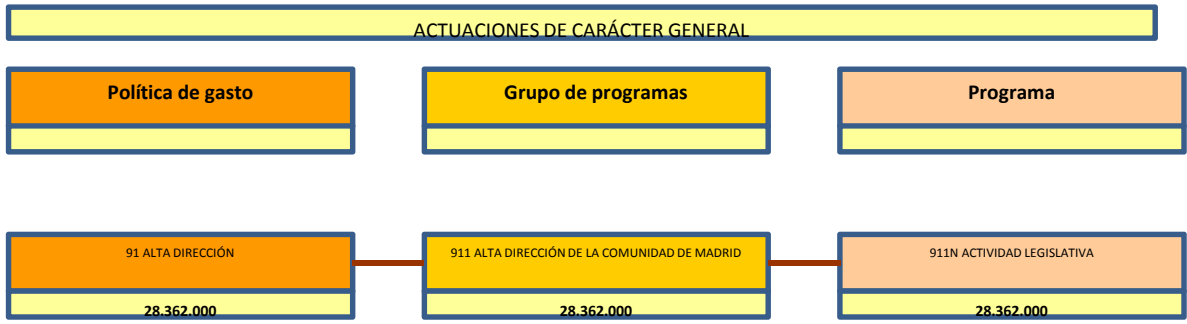 ACTUACIONES DE CARÁCTER GENERAL
Política de gasto
Grupo de programas
Programa
91 ALTA DIRECCIÓN
911 ALTA DIRECCIÓN DE LA COMUNIDAD DE MADRID
911N ACTIVIDAD LEGISLATIVA
28.362.000
28.362.000
28.362.000